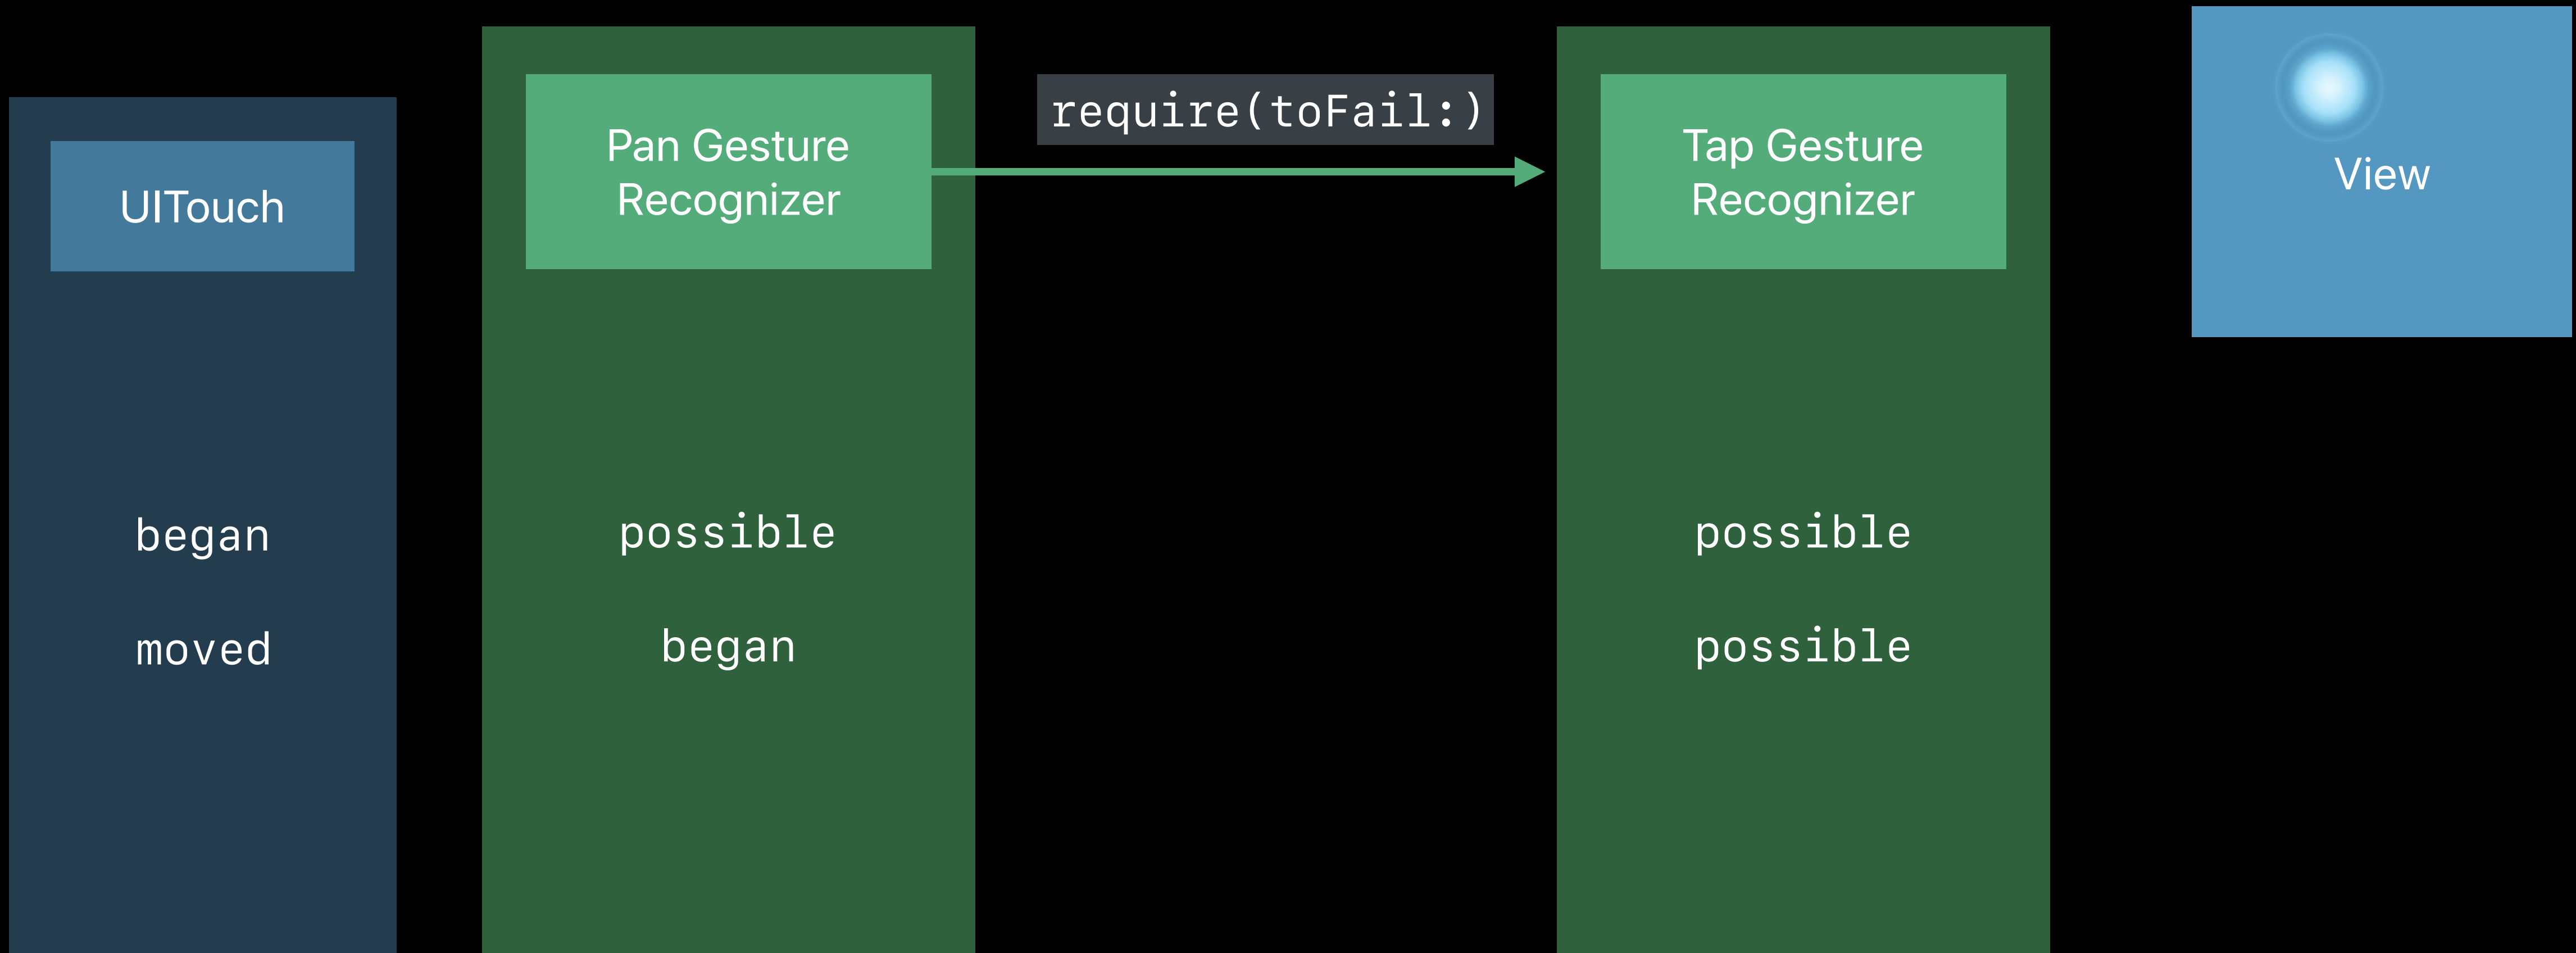 UITouch
began
moved
Pan Gesture
Recognizer
possible
began
require(toFail:)
Tap Gesture
Recognizer
possible
possible
View